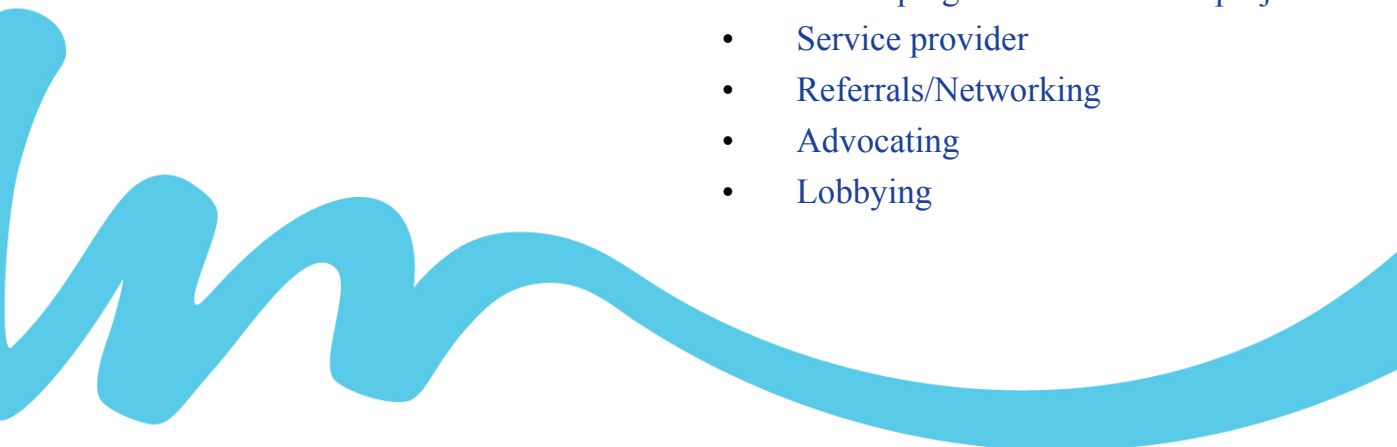 • Service provider
• Referrals/Networking
• Advocating
• Lobbying